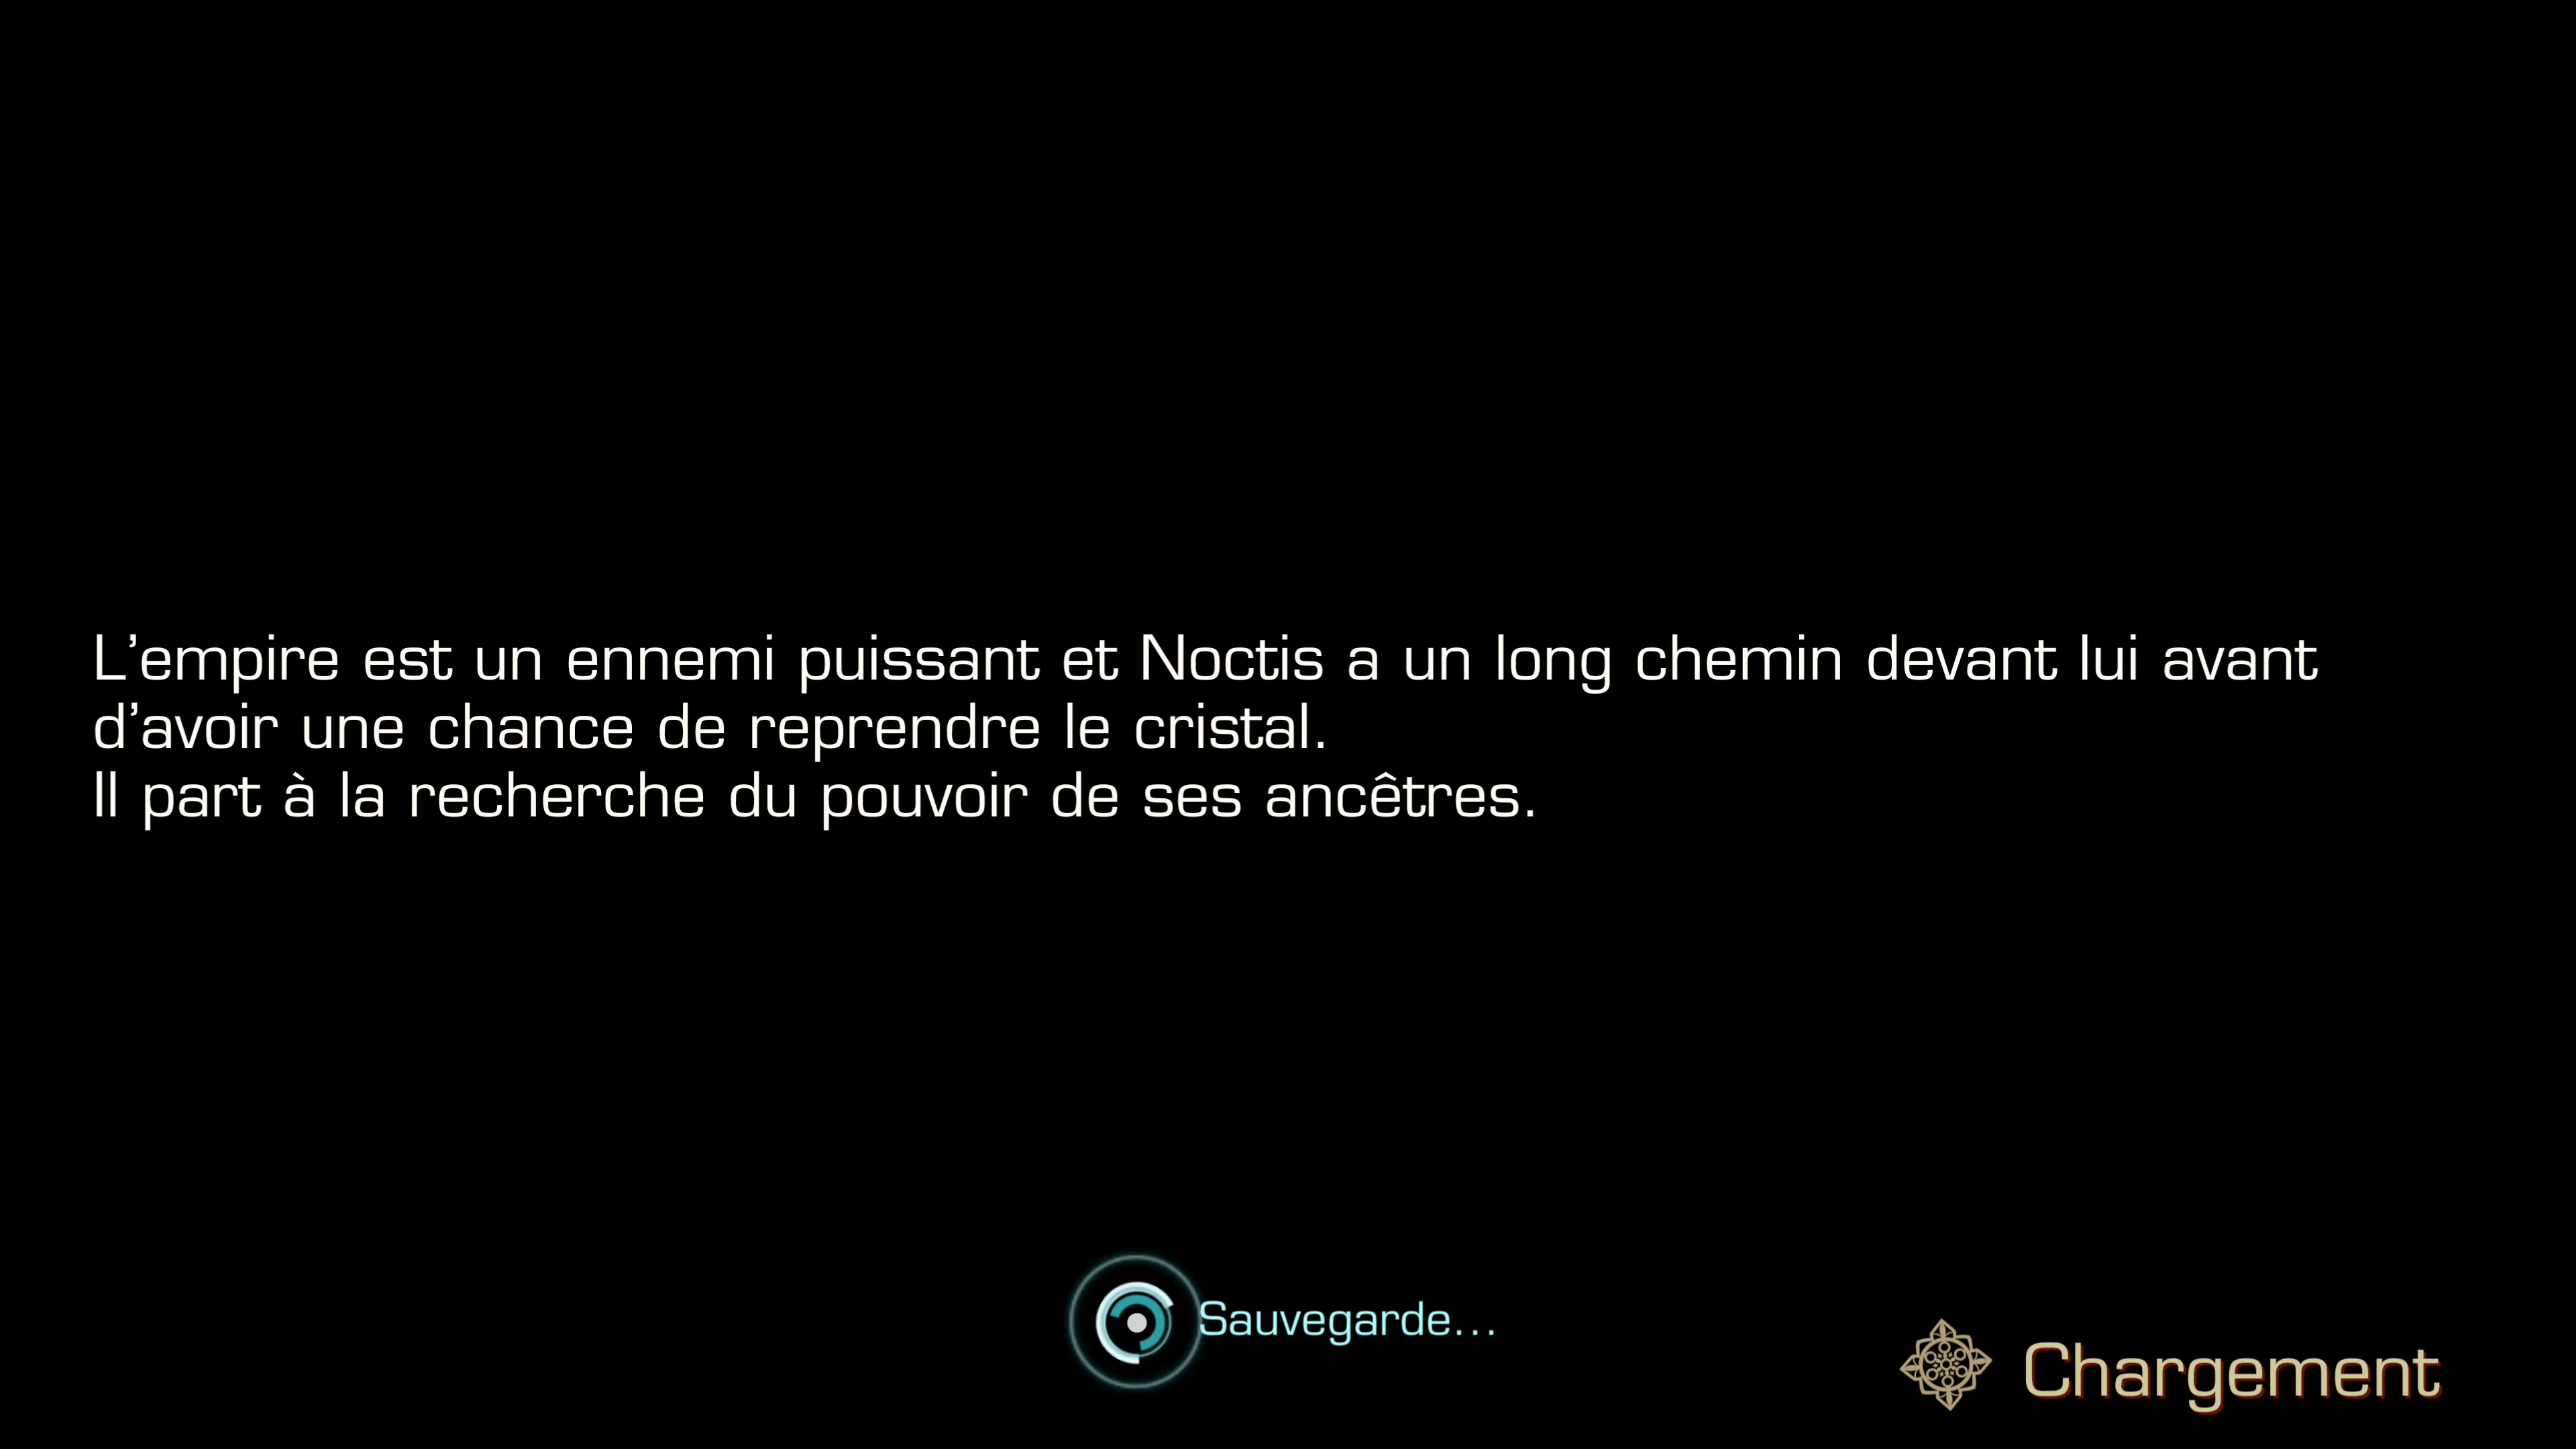 L’empire est un ennemi puissant et Noctis a un long chemin devant lui avant
d’avoir une chance de reprendre le cristal.
Il part à la recherche du pouvoir de ses ancêtres.
Sauvegarde...
Chargement